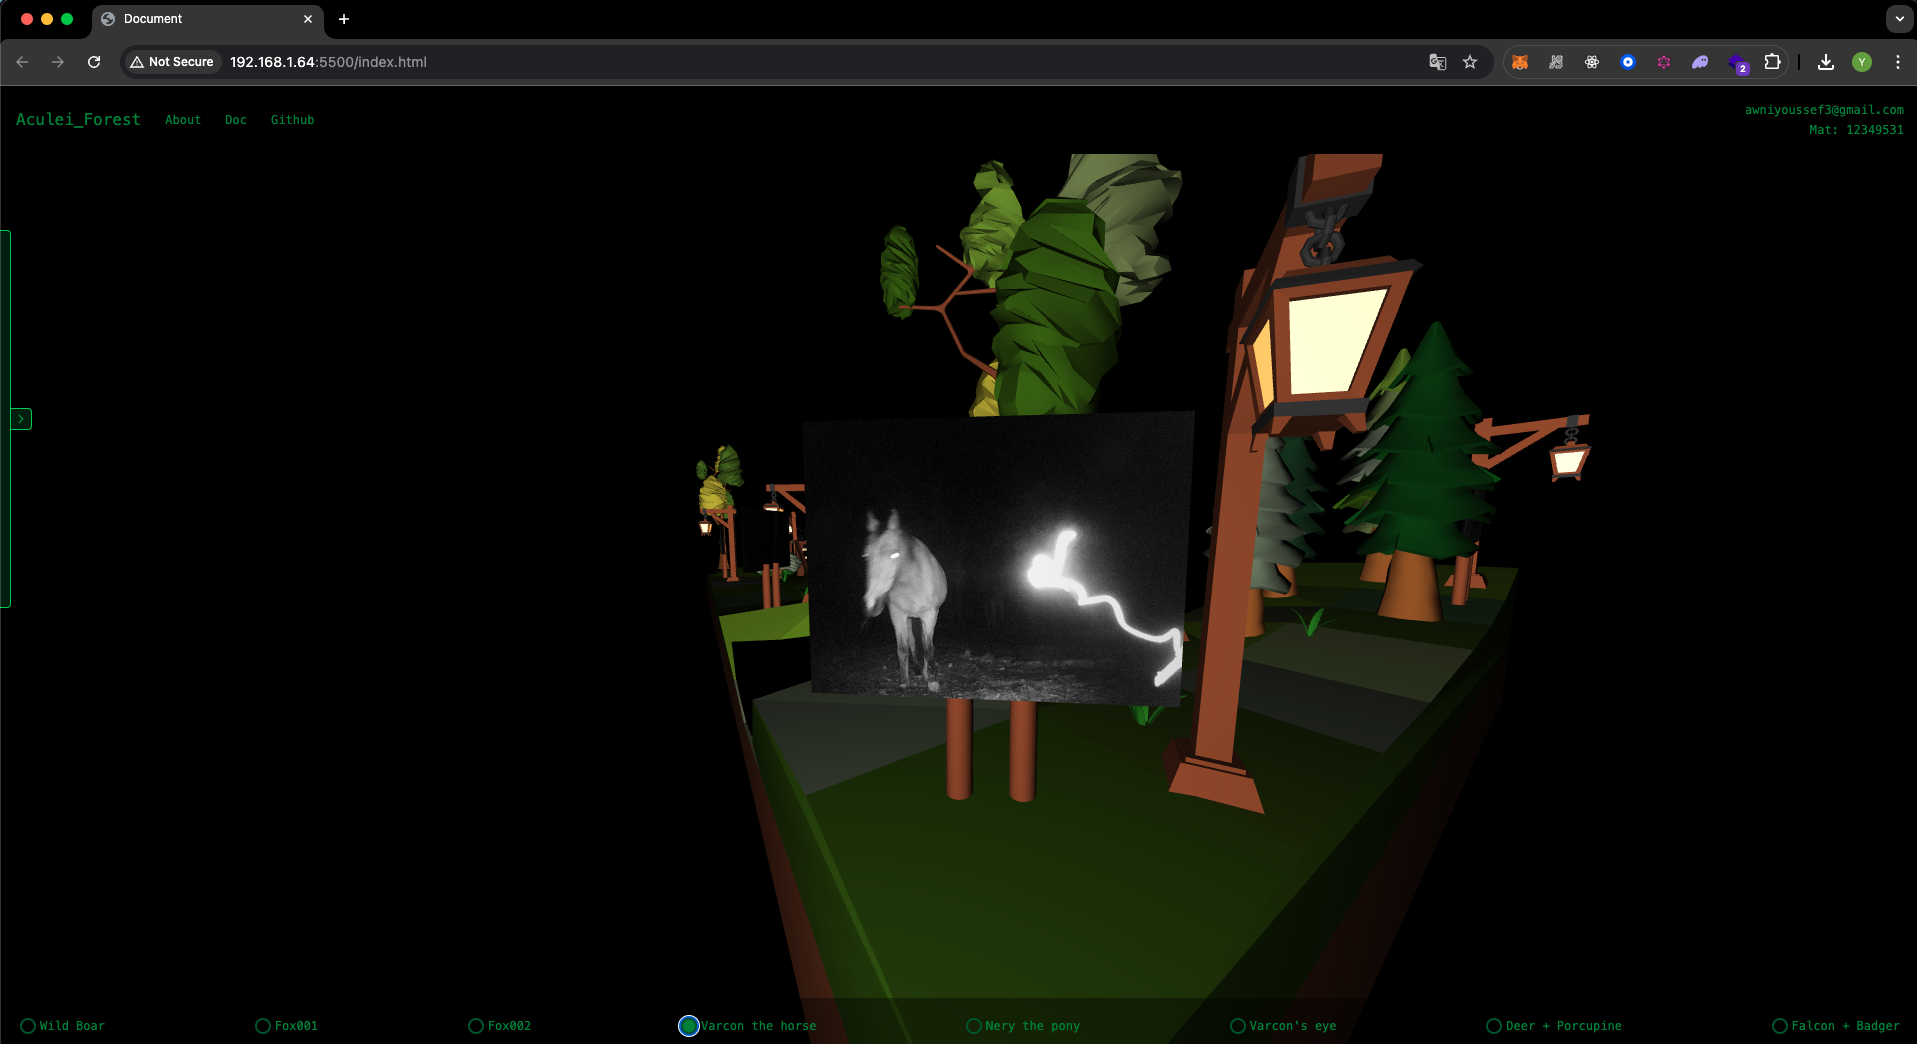 Document
Not Secure
192.168.1.64:5500/index.html
Y
2
Aculei_Forest
About
Doc
Github
awniyoussef3@gmail.com
Mat: 12349531
>
Wild Boar
Fox001
Fox002
Varcon the horse
Nery the pony
Varcon's eye
Deer + Porcupine
Falcon + Badger